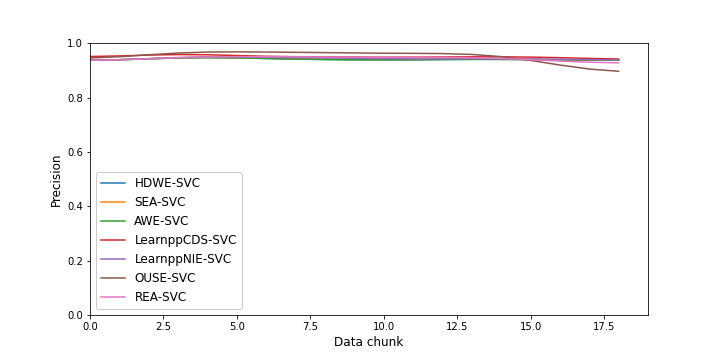 1.0
0.8
0.6
0.4
0.2
0.0
Precision
HDWE-SVC
SEA-SVC
AWE-SVC
LearnppCDS-SVC
LearnppNIE-SVC
OUSE-SVC
REA-SVC
0.0 2.5 5.0 7.5 10.0 12.5 15.0 17.5
Data chunk